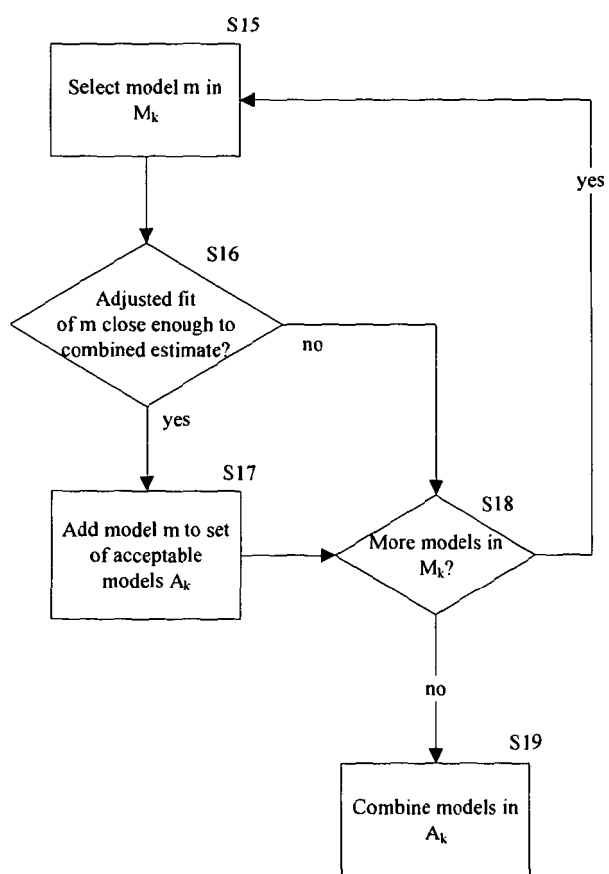 S15
Select model m in
Mk
yes
S16
Adjusted fit
of m close enough to
combined estimate?
no
yes
S17
Add model m to set
of acceptable
models Ak
S18
More models in
Mk?
no
S19
Combine models in
Ak